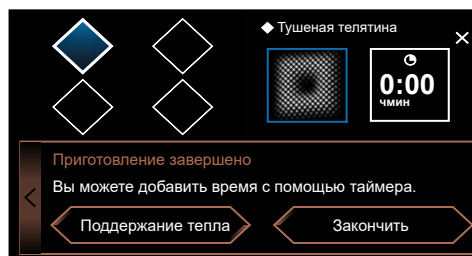 Тушеная телятина
0:00
чмин
Приготовление завершено
Вы можете добавить время с помощью таймера.
Поддержание тепла
Закончить